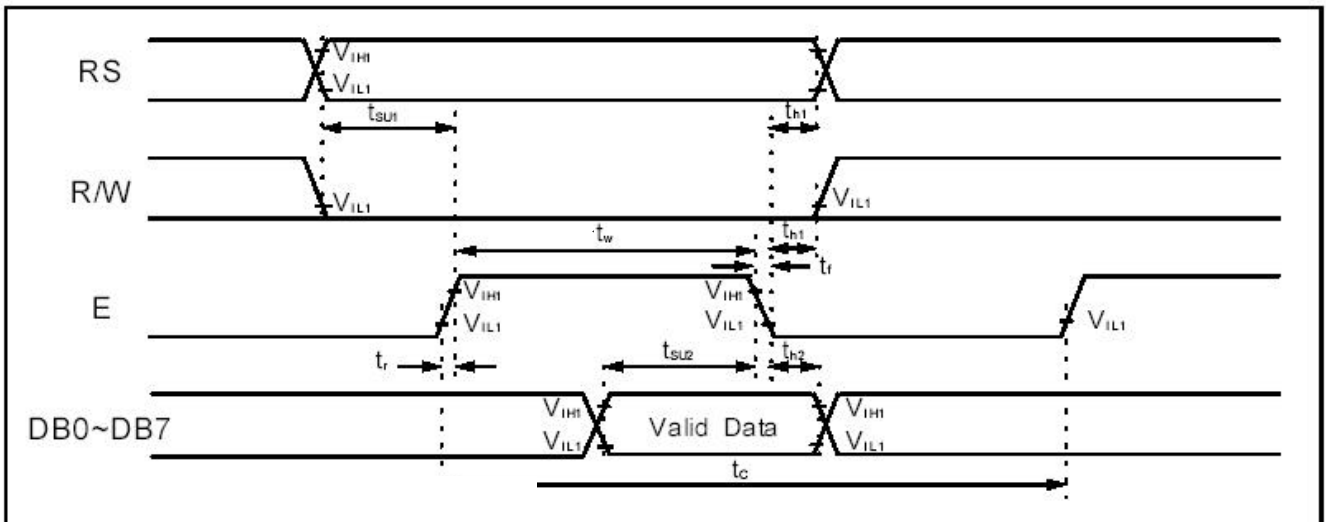 RS
VIH1
VIL1
tSU1
th1
R/W
VIL1
VIL1
tw
th1
tf
E
VIH1
VIH1
VIL1
VIL1
VIL1
tr
tSU2
th2
DB0~DB7
VIH1
VIL1
Valid Data
VIH1
VIL1
tC